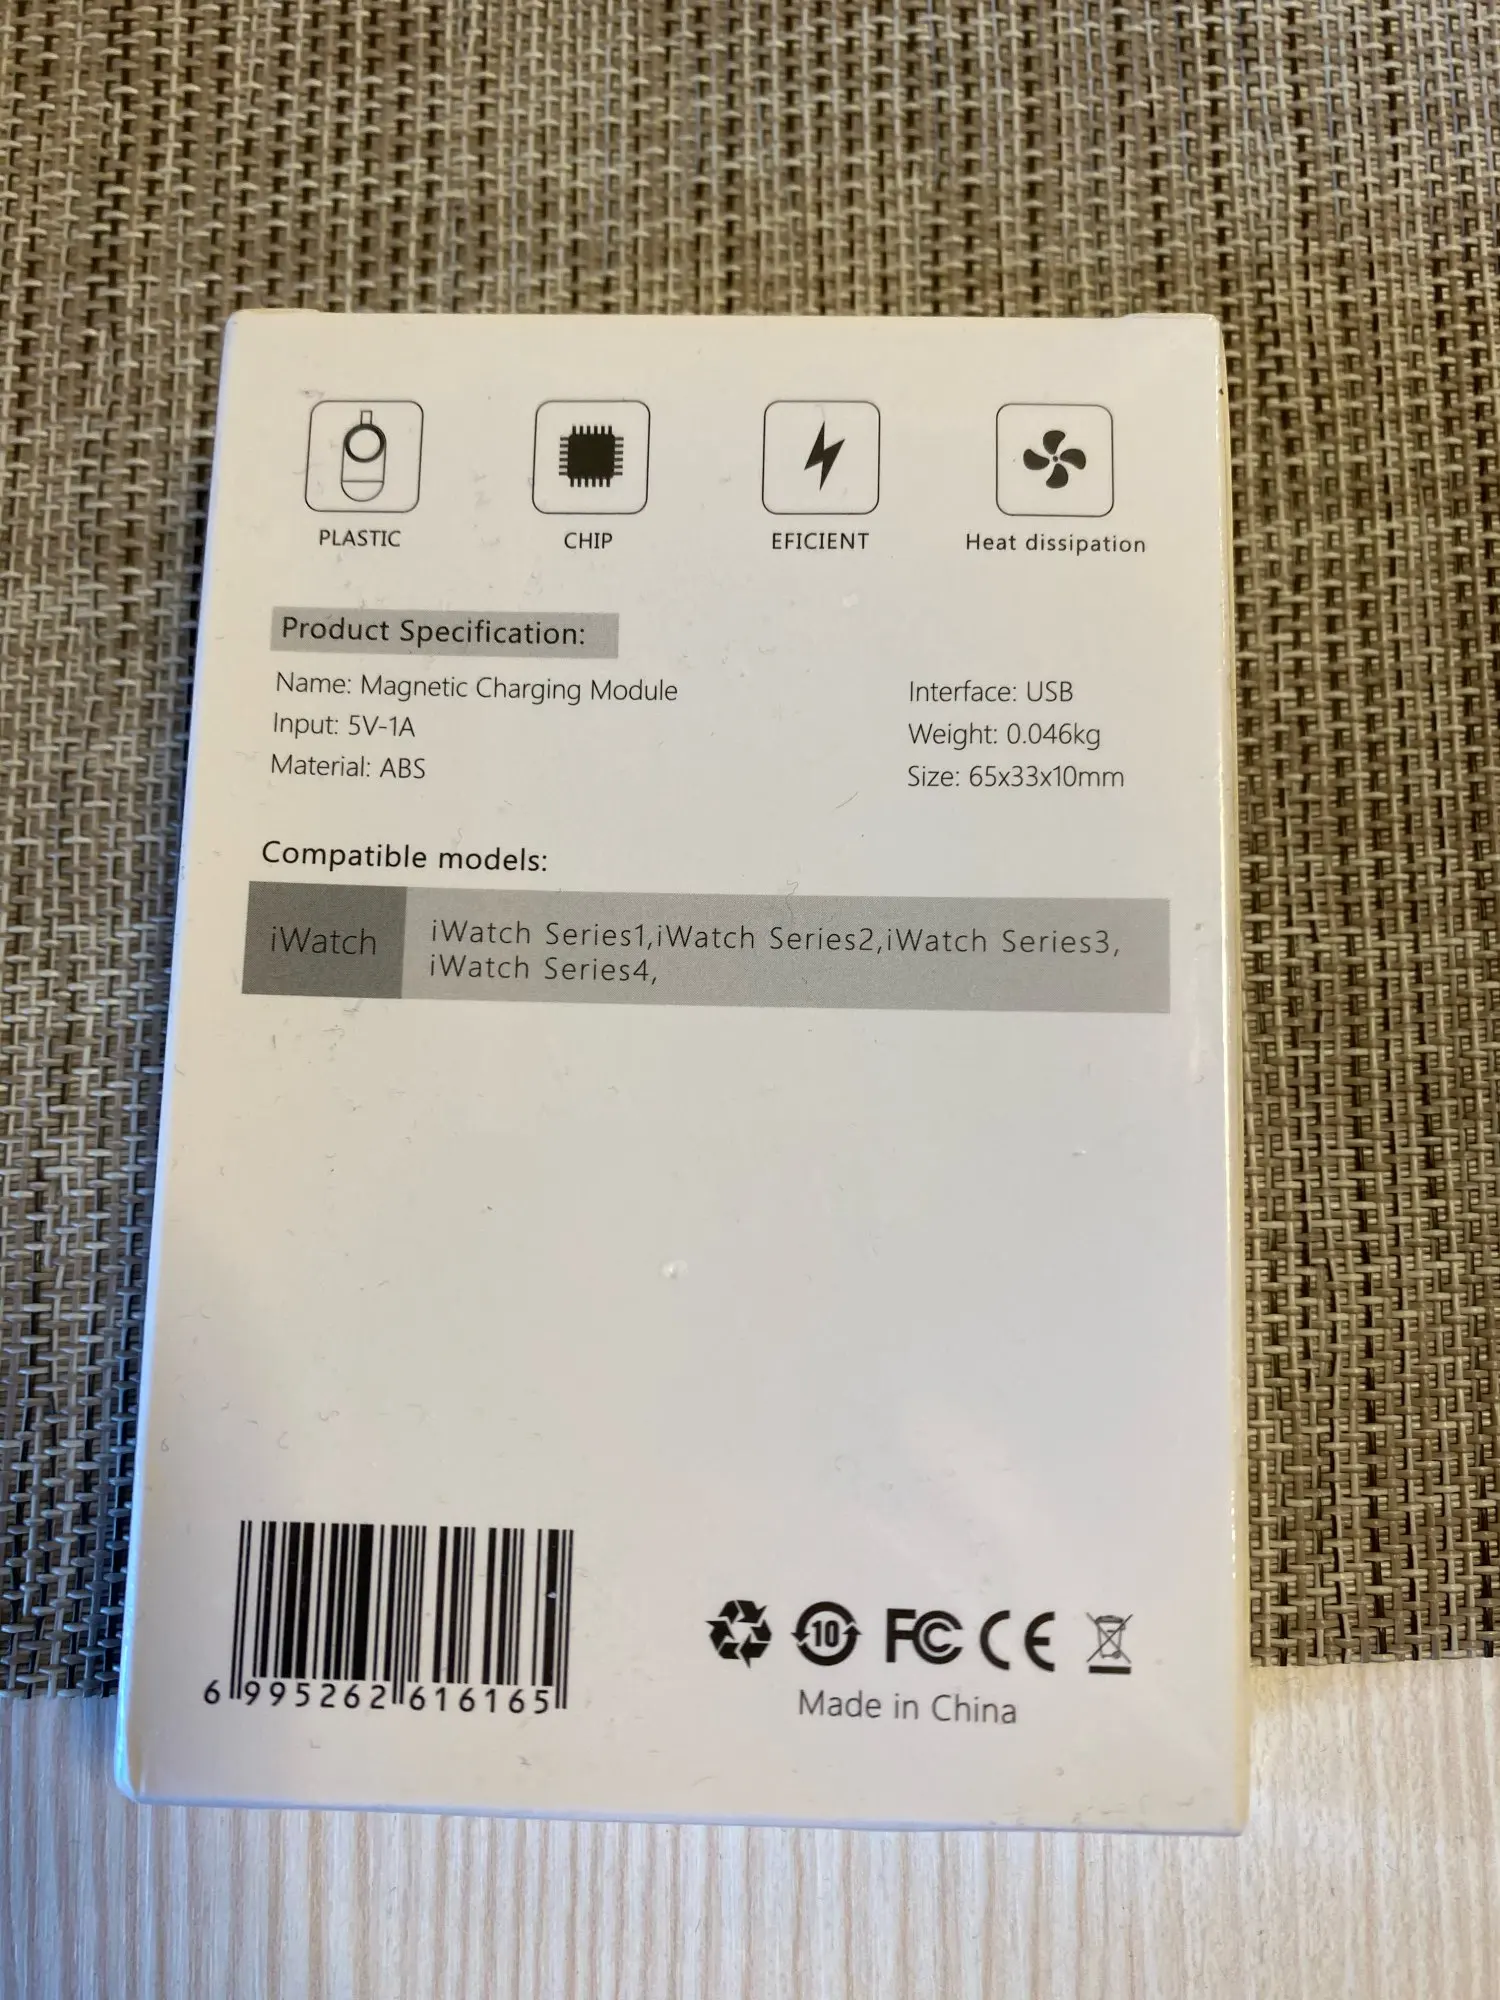 PLASTIC
CHIP
EFICIENT
Heat dissipation
Product Specification:
Name: Magnetic Charging Module
Input: 5V-1A
Material: ABS
Interface: USB
Weight: 0.046kg
Size: 65x33x10mm
Compatible models:
iWatch
iWatch Series1,iWatch Series2,iWatch Series3,
iWatch Series4,
6 995262 616165
10
FC CE
Made in China